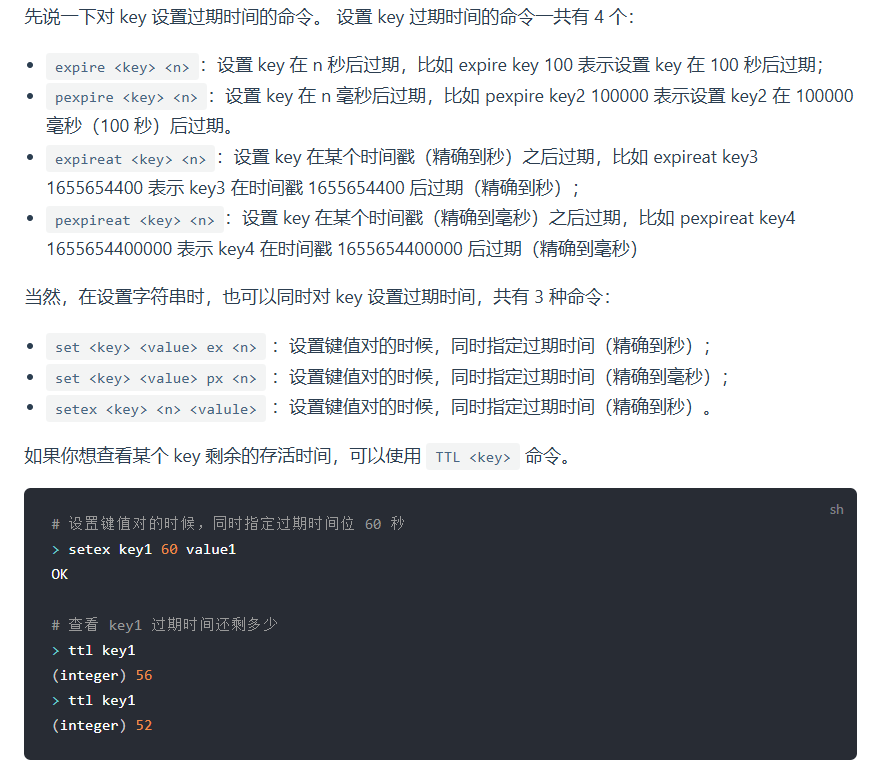 先说一下对 key 设置过期时间的命令。 设置 key 过期时间的命令一共有 4 个：
• expire <key> <n> ：设置 key 在 n 秒后过期，比如 expire key 100 表示设置 key 在 100 秒后过期；
• pexpire <key> <n> ：设置 key 在 n 毫秒后过期，比如 pexpire key2 100000 表示设置 key2 在 100000
毫秒（100 秒）后过期。
• expireat <key> <n> ：设置 key 在某个时间戳（精确到秒）之后过期，比如 expireat key3
1655654400 表示 key3 在时间戳 1655654400 后过期（精确到秒）；
• pexpireat <key> <n> ：设置 key 在某个时间戳（精确到毫秒）之后过期，比如 pexpireat key4
1655654400000 表示 key4 在时间戳 1655654400000 后过期（精确到毫秒）
当然，在设置字符串时，也可以同时对 key 设置过期时间，共有 3 种命令：
• set <key> <value> ex <n> ：设置键值对的时候，同时指定过期时间（精确到秒）；
• set <key> <value> px <n> ：设置键值对的时候，同时指定过期时间（精确到毫秒）；
• setex <key> <n> <valule> ：设置键值对的时候，同时指定过期时间（精确到秒）。
如果你想查看某个 key 剩余的存活时间，可以使用 TTL <key> 命令。
sh
# 设置键值对的时候，同时指定过期时间位 60 秒
> setex key1 60 value1
OK
# 查看 key1 过期时间还剩多少
> ttl key1
(integer) 56
> ttl key1
(integer) 52